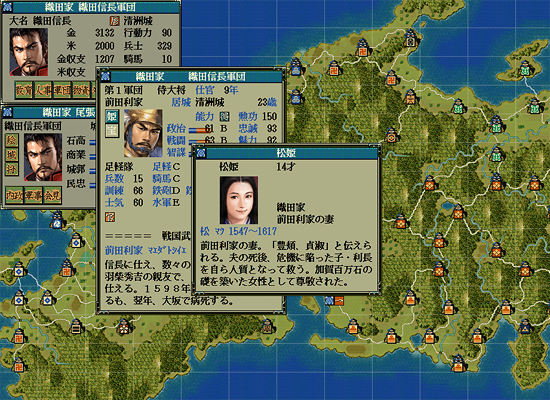 織田家 織田信長軍団
大名 織田信長
清洲城
金 3132 行動力 90
米 2000 兵士 329
金収支 1207 騎馬 10
米収支
織田家 尾張
織田信長軍団
石高
商業
城郭
民忠
織田家 織田信長軍団
第1軍団 侍大将 仕官 9年
前田利家 居城 清洲城 23歳
姫
能力 勲功 150
政治 61 B 忠誠 93
戦闘 63 B 魅力 92
智謀
足軽隊 足軽 C
兵数 15 騎馬 C
訓練 66 鉄砲 D
士気 60 水軍 E
====== 戦国武
前田利家 ﾏｴﾀﾞﾄｼｲｴ
信長に仕え、数々の
羽柴秀吉の親友で、
仕える。1598年
るも、翌年、大坂で病死する。
松姫
松姫 14才
織田家
前田利家の妻
松 ﾏﾂ 1547～1617
前田利家の妻。「豊頬、貞淑」と伝えら
れる。夫の死後、危機に陥った子・利長
を自ら人質となって救う。加賀百万石の
礎を築いた女性として尊敬された。